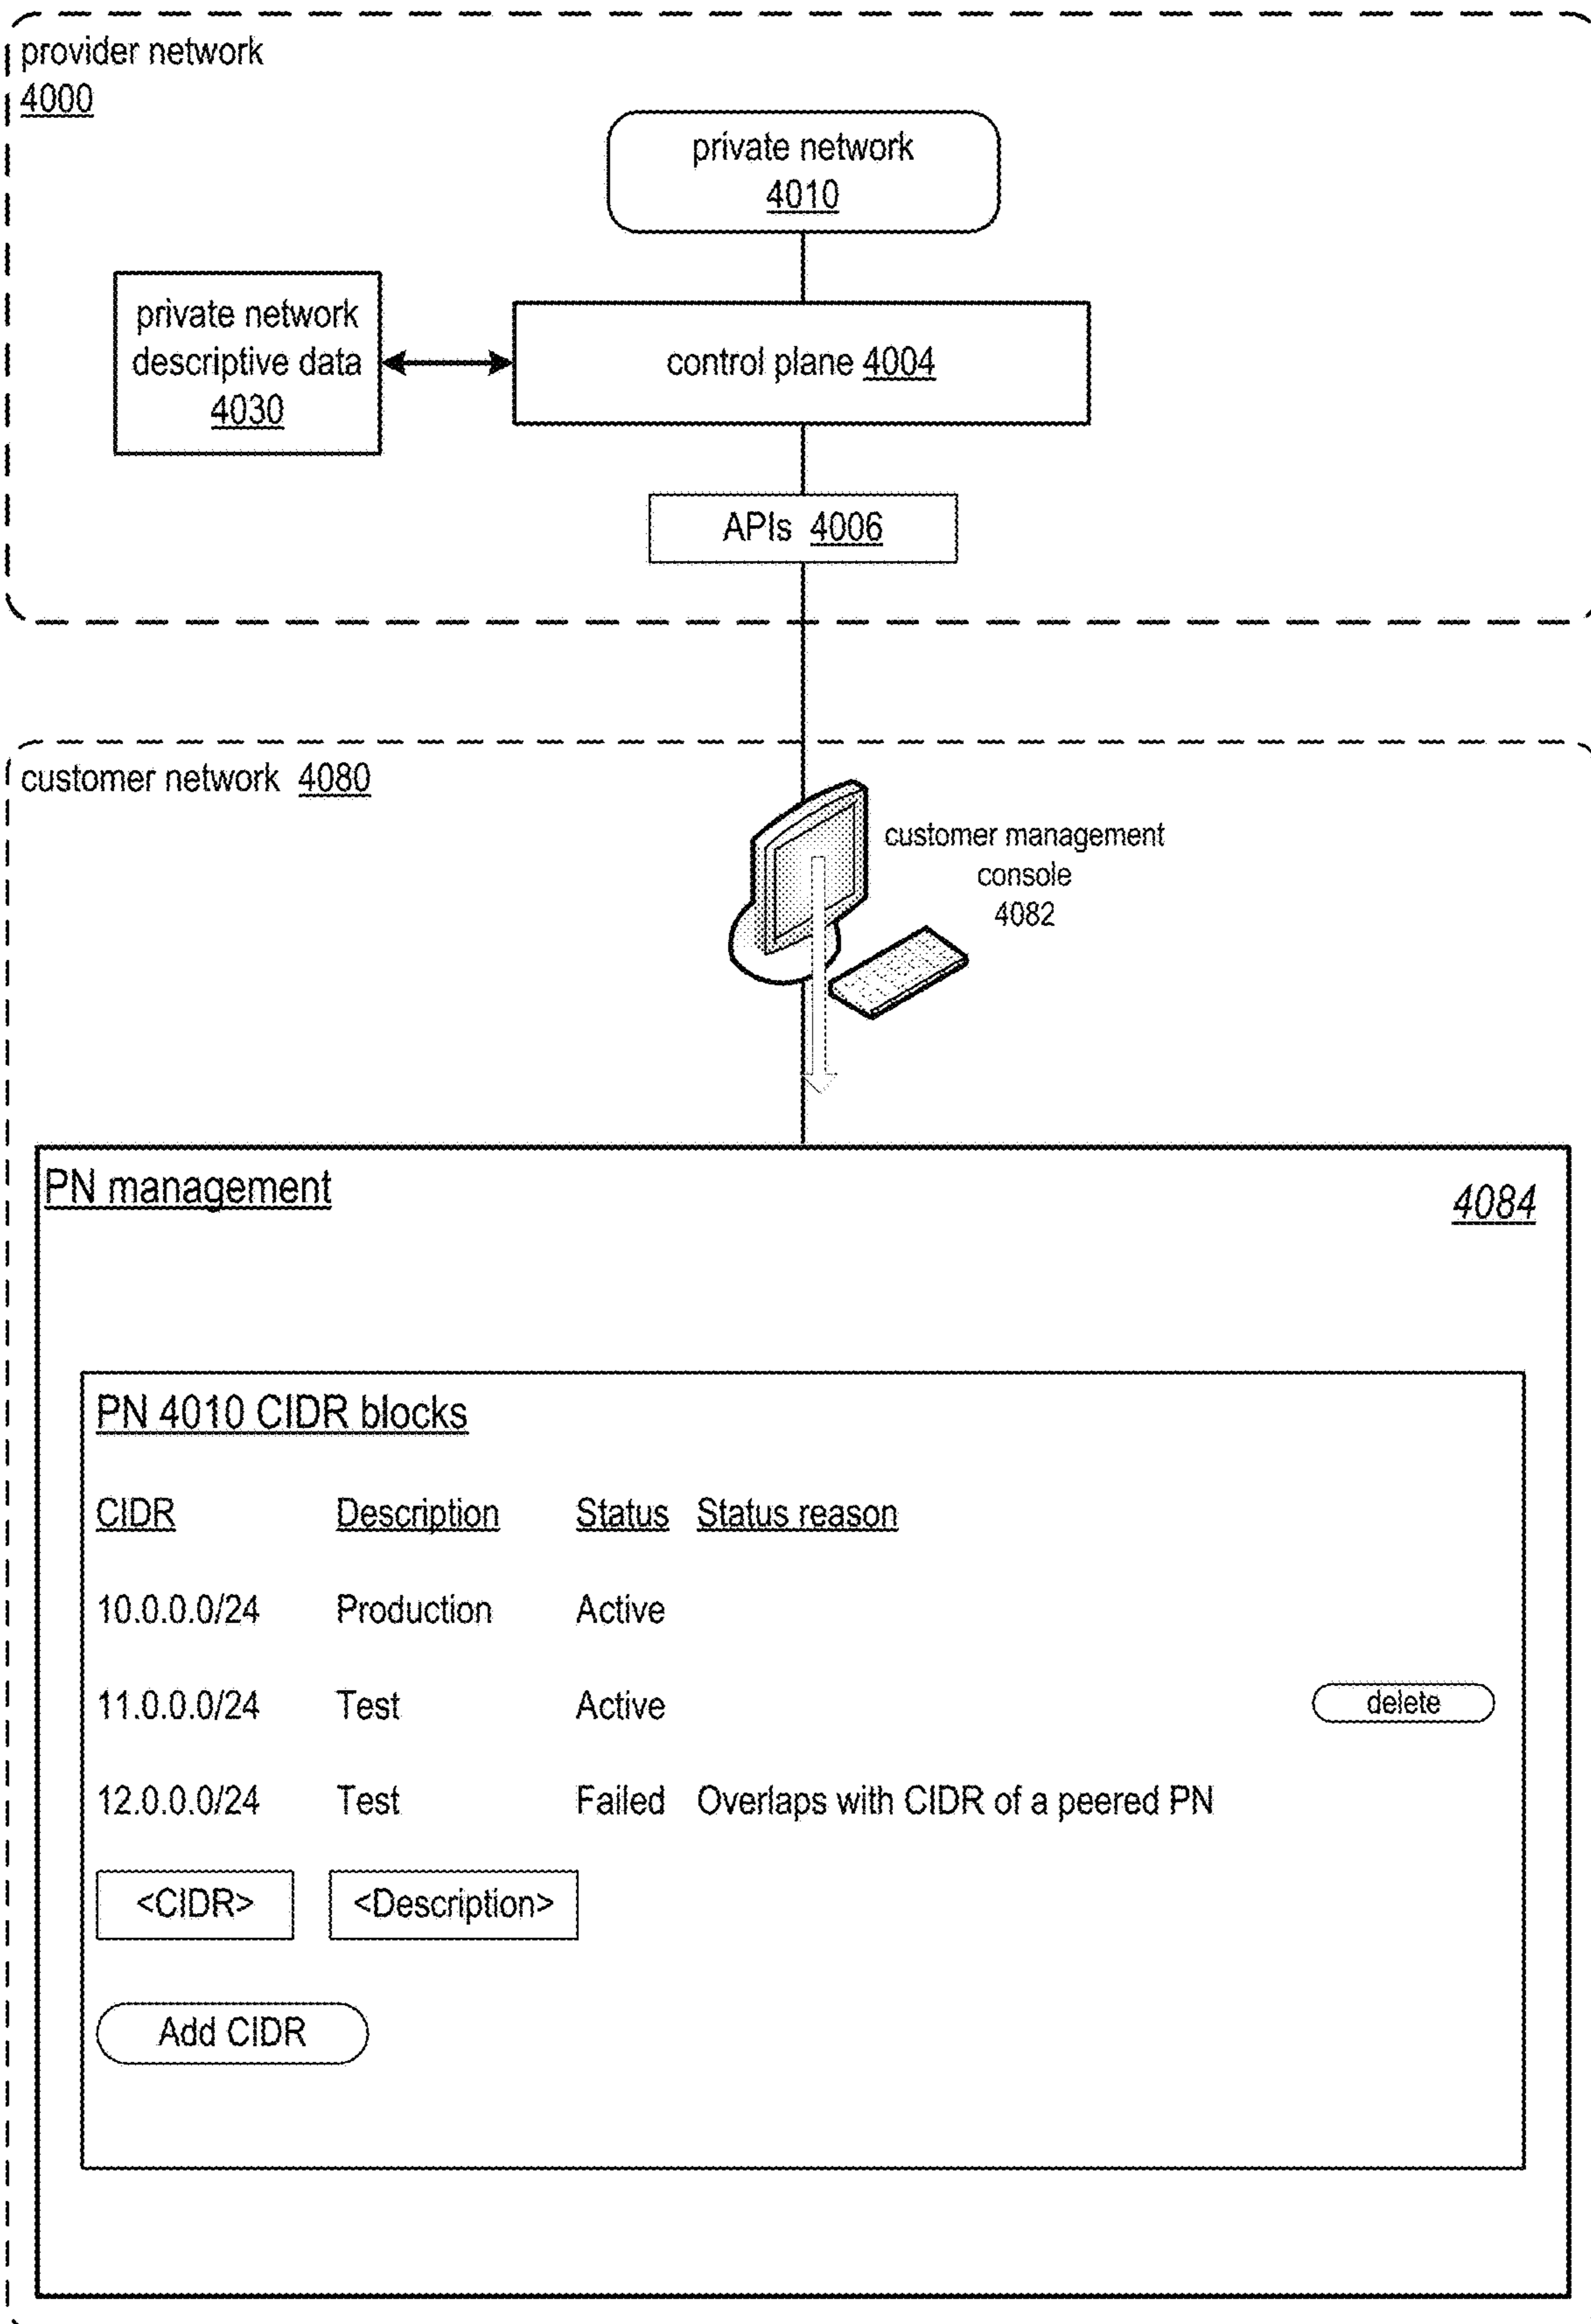 provider network
4000
private network
4010
private network
descriptive data
4030
control plane 4004
APIs 4006
customer network 4080
customer management
console
4082
PN management
4084
PN 4010 CIDR blocks
CIDR Description Status Status reason
10.0.0.0/24 Production Active
11.0.0.0/24 Test Active delete
12.0.0.0/24 Test Failed Overlaps with CIDR of a peered PN
<CIDR> <Description>
Add CIDR